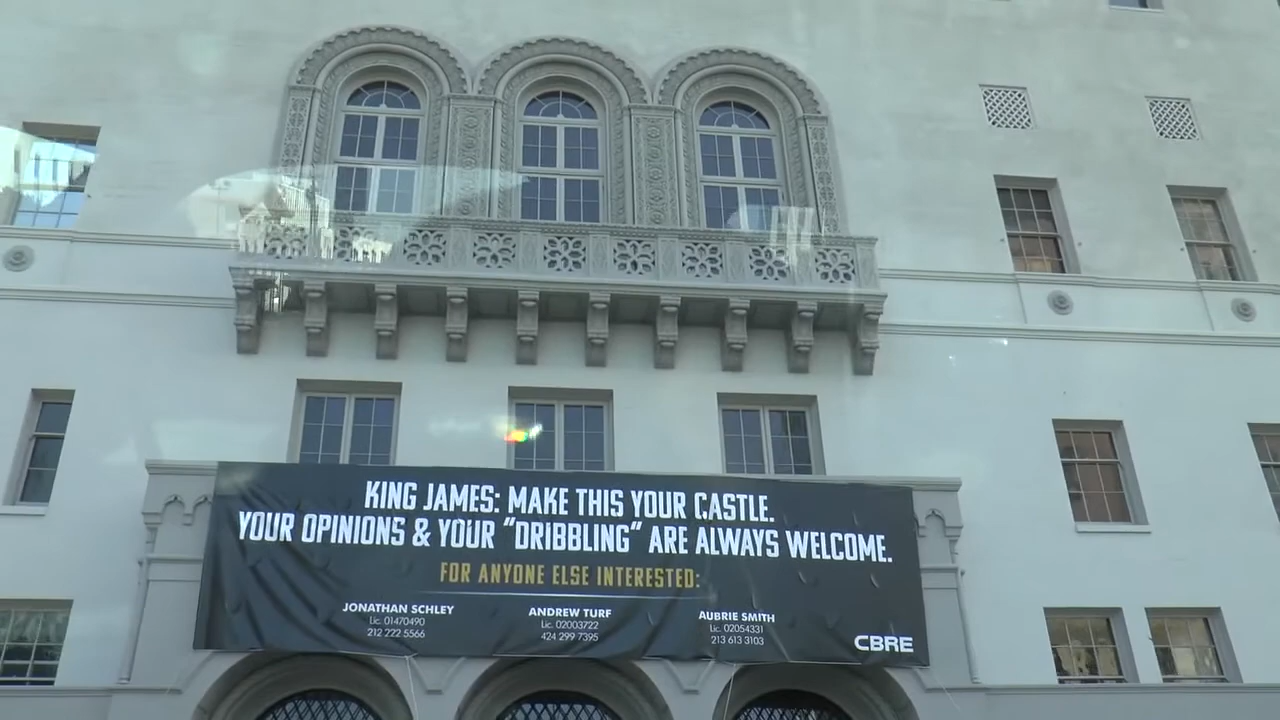 KING JAMES: MAKE THIS YOUR CASTLE.
YOUR OPINIONS & YOUR "DRIBBLING" ARE ALWAYS WELCOME.
FOR ANYONE ELSE INTERESTED:
JONATHAN SCHLEY
Lic. 01470490
212 222 5566
ANDREW TURF
Lic. 02003722
424 299 7395
AUBRIE SMITH
Lic. 02054331
213 613 3103
CBRE